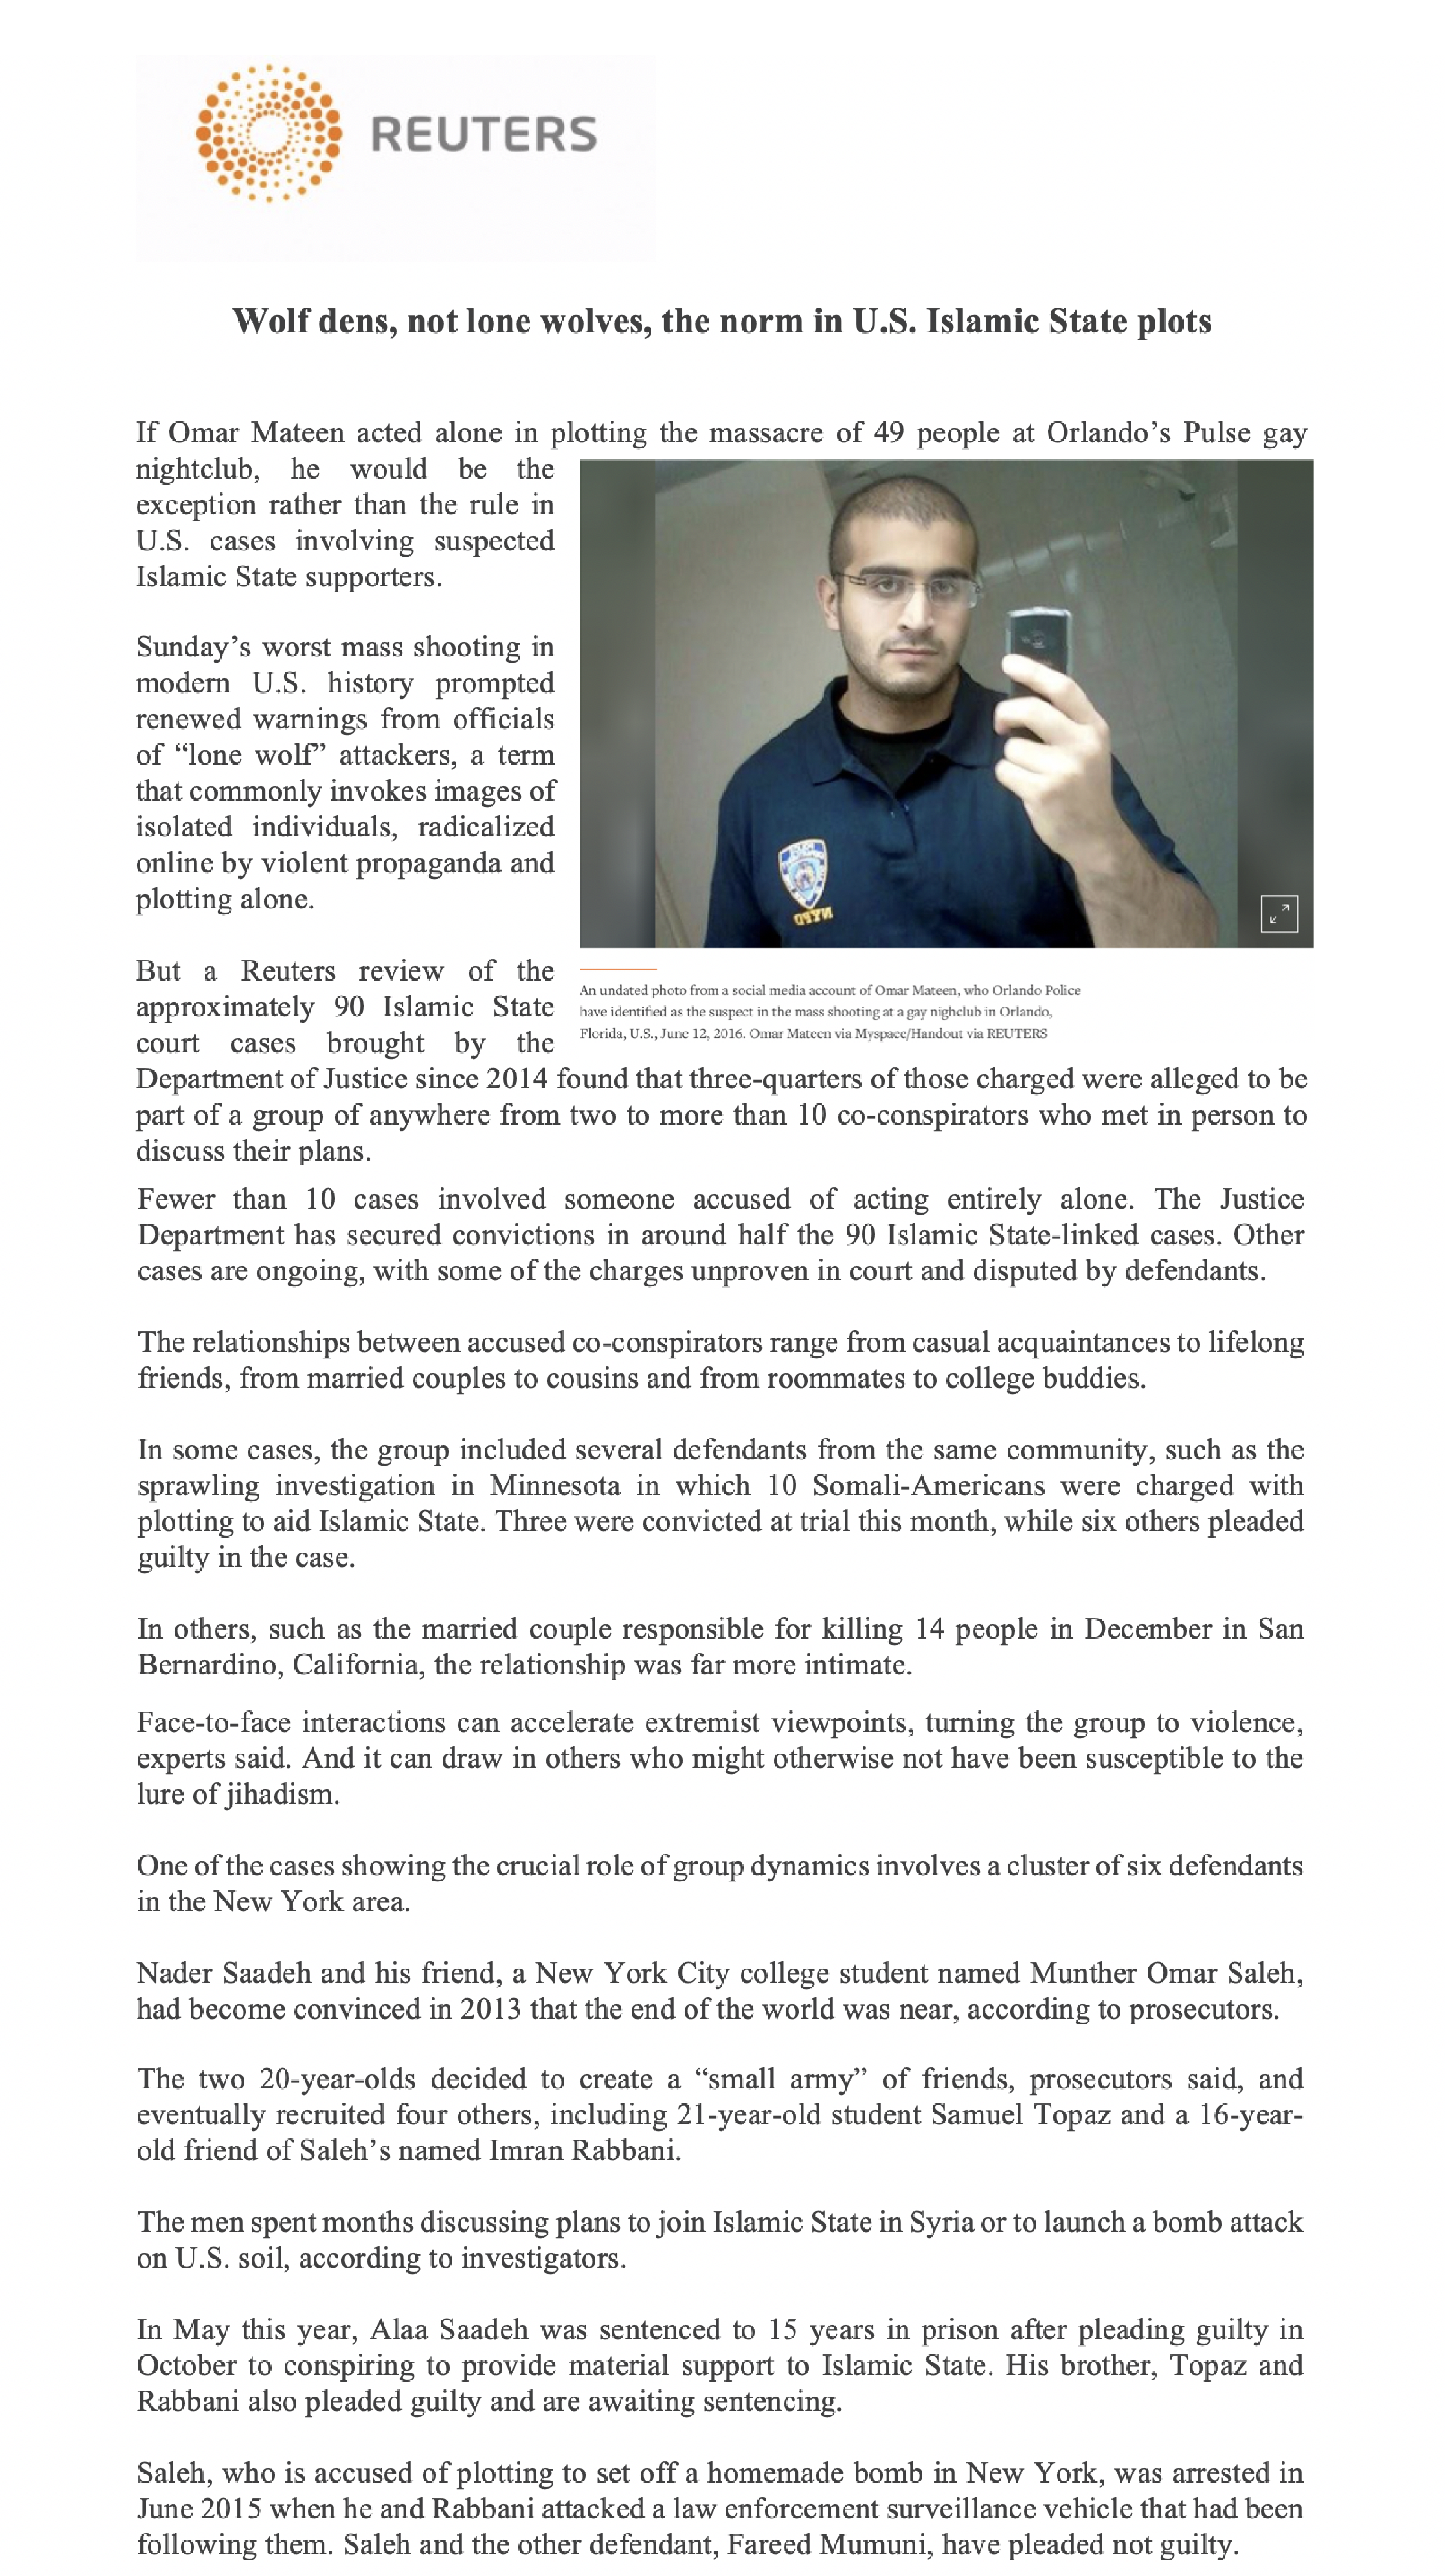 REUTERS
Wolf dens, not lone wolves, the norm in U.S. Islamic State plots
If Omar Mateen acted alone in plotting the massacre of 49 people at Orlando’s Pulse gay
nightclub, he would be the
exception rather than the rule in
U.S. cases involving suspected
Islamic State supporters.
Sunday’s worst mass shooting in
modern U.S. history prompted
renewed warnings from officials
of “lone wolf” attackers, a term
that commonly invokes images of
isolated individuals, radicalized
online by violent propaganda and
plotting alone.
NYPD
An undated photo from a social media account of Omar Mateen, who Orlando Police
have identified as the suspect in the mass shooting at a gay nighclub in Orlando,
Florida, U.S., June 12, 2016. Omar Mateen via Myspace/Handout via REUTERS
But a Reuters review of the
approximately 90 Islamic State
court cases brought by the
Department of Justice since 2014 found that three-quarters of those charged were alleged to be
part of a group of anywhere from two to more than 10 co-conspirators who met in person to
discuss their plans.
Fewer than 10 cases involved someone accused of acting entirely alone. The Justice
Department has secured convictions in around half the 90 Islamic State-linked cases. Other
cases are ongoing, with some of the charges unproven in court and disputed by defendants.
The relationships between accused co-conspirators range from casual acquaintances to lifelong
friends, from married couples to cousins and from roommates to college buddies.
In some cases, the group included several defendants from the same community, such as the
sprawling investigation in Minnesota in which 10 Somali-Americans were charged with
plotting to aid Islamic State. Three were convicted at trial this month, while six others pleaded
guilty in the case.
In others, such as the married couple responsible for killing 14 people in December in San
Bernardino, California, the relationship was far more intimate.
Face-to-face interactions can accelerate extremist viewpoints, turning the group to violence,
experts said. And it can draw in others who might otherwise not have been susceptible to the
lure of jihadism.
One of the cases showing the crucial role of group dynamics involves a cluster of six defendants
in the New York area.
Nader Saadeh and his friend, a New York City college student named Munther Omar Saleh,
had become convinced in 2013 that the end of the world was near, according to prosecutors.
The two 20-year-olds decided to create a “small army” of friends, prosecutors said, and
eventually recruited four others, including 21-year-old student Samuel Topaz and a 16-year-
old friend of Saleh’s named Imran Rabbani.
The men spent months discussing plans to join Islamic State in Syria or to launch a bomb attack
on U.S. soil, according to investigators.
In May this year, Alaa Saadeh was sentenced to 15 years in prison after pleading guilty in
October to conspiring to provide material support to Islamic State. His brother, Topaz and
Rabbani also pleaded guilty and are awaiting sentencing.
Saleh, who is accused of plotting to set off a homemade bomb in New York, was arrested in
June 2015 when he and Rabbani attacked a law enforcement surveillance vehicle that had been
following them. Saleh and the other defendant, Fareed Mumuni, have pleaded not guilty.